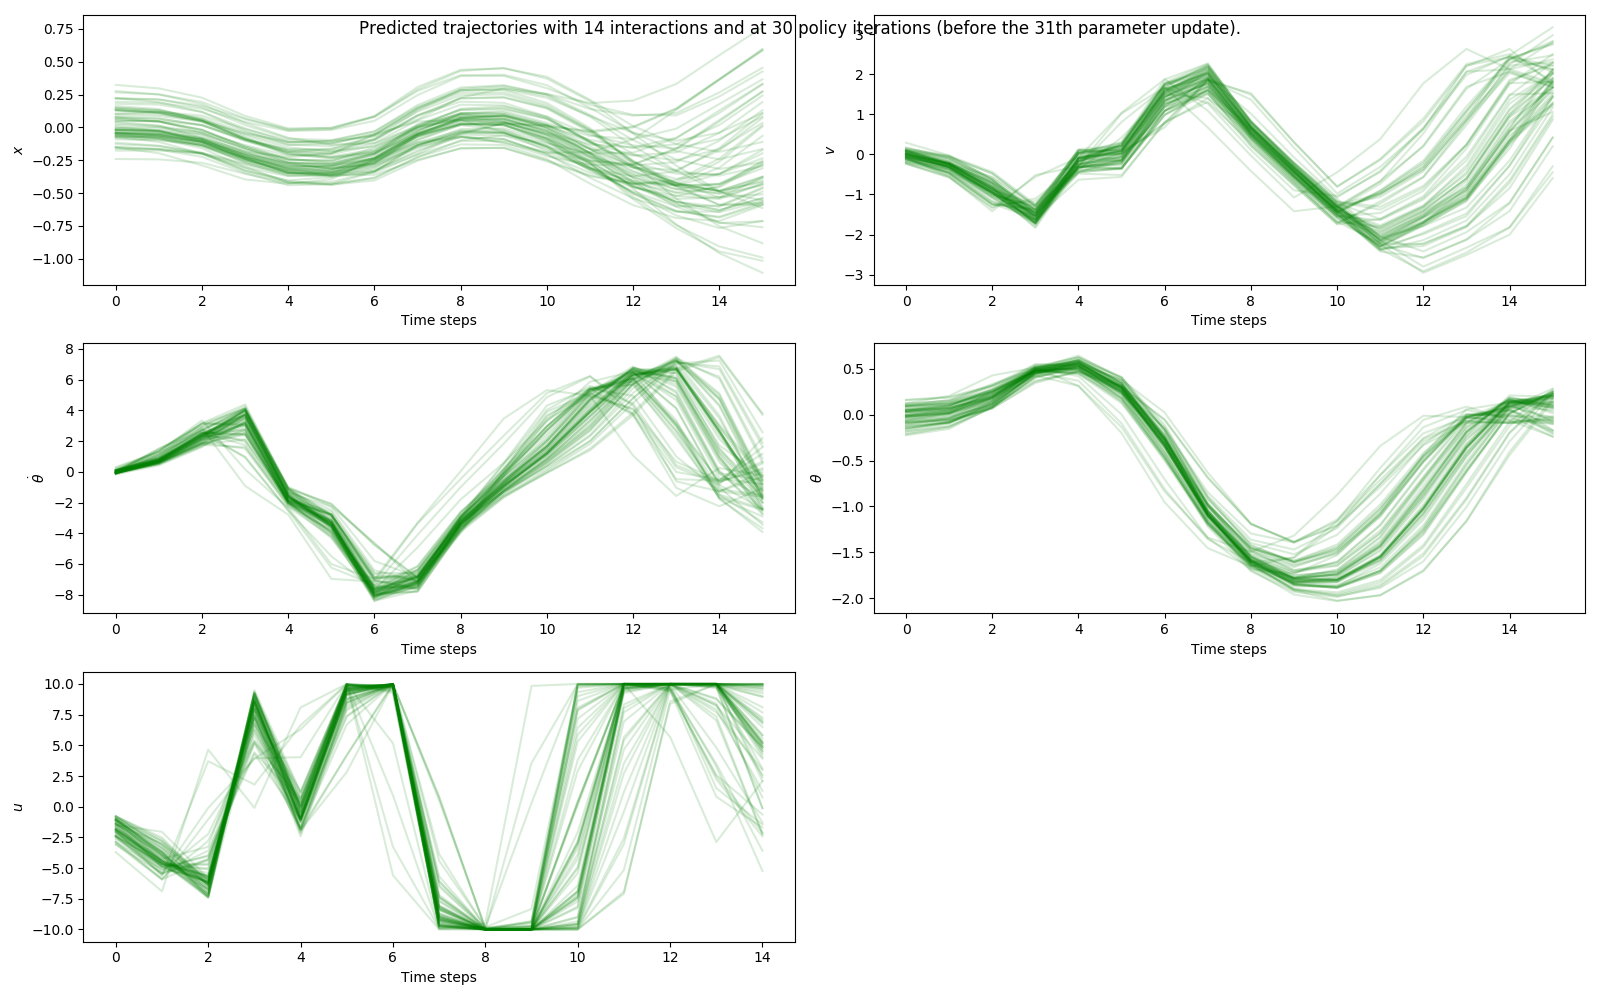 Predicted trajectories with 14 interactions and at 30 policy iterations (before the 31th parameter update).
0.75
0.50
0.25
0.00
−0.25
−0.50
−0.75
−1.00
x
0 2 4 6 8 10 12 14
Time steps
3
2
1
0
−1
−2
−3
v
0 2 4 6 8 10 12 14
Time steps
8
6
4
2
0
−2
−4
−6
−8
θ̇
0 2 4 6 8 10 12 14
Time steps
0.5
0.0
−0.5
−1.0
−1.5
−2.0
θ
0 2 4 6 8 10 12 14
Time steps
10.0
7.5
5.0
2.5
0.0
−2.5
−5.0
−7.5
−10.0
u
0 2 4 6 8 10 12 14
Time steps